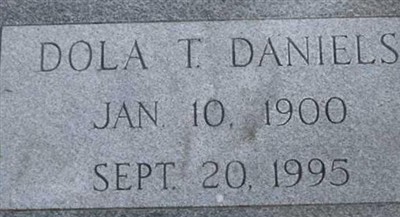 DOLA T. DANIELS
JAN. 10, 1900
SEPT. 20, 1995